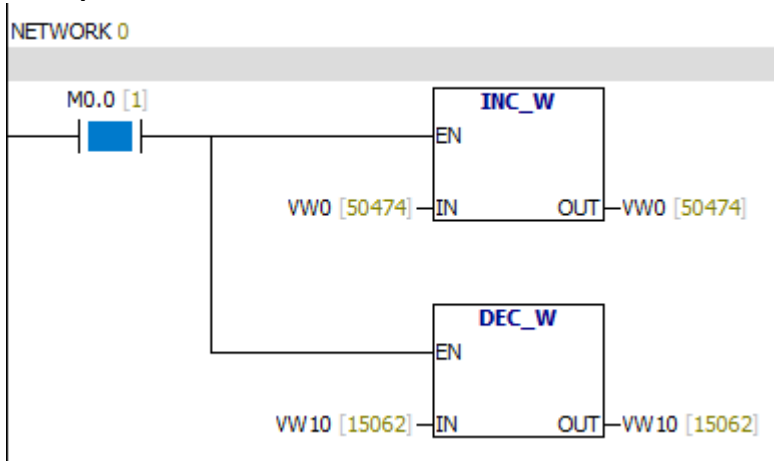 NETWORK 0
M0.0 [1]
INC_W
EN
VW0 [50474] IN OUT VW0 [50474]
DEC_W
EN
VW10 [15062] IN OUT VW10 [15062]